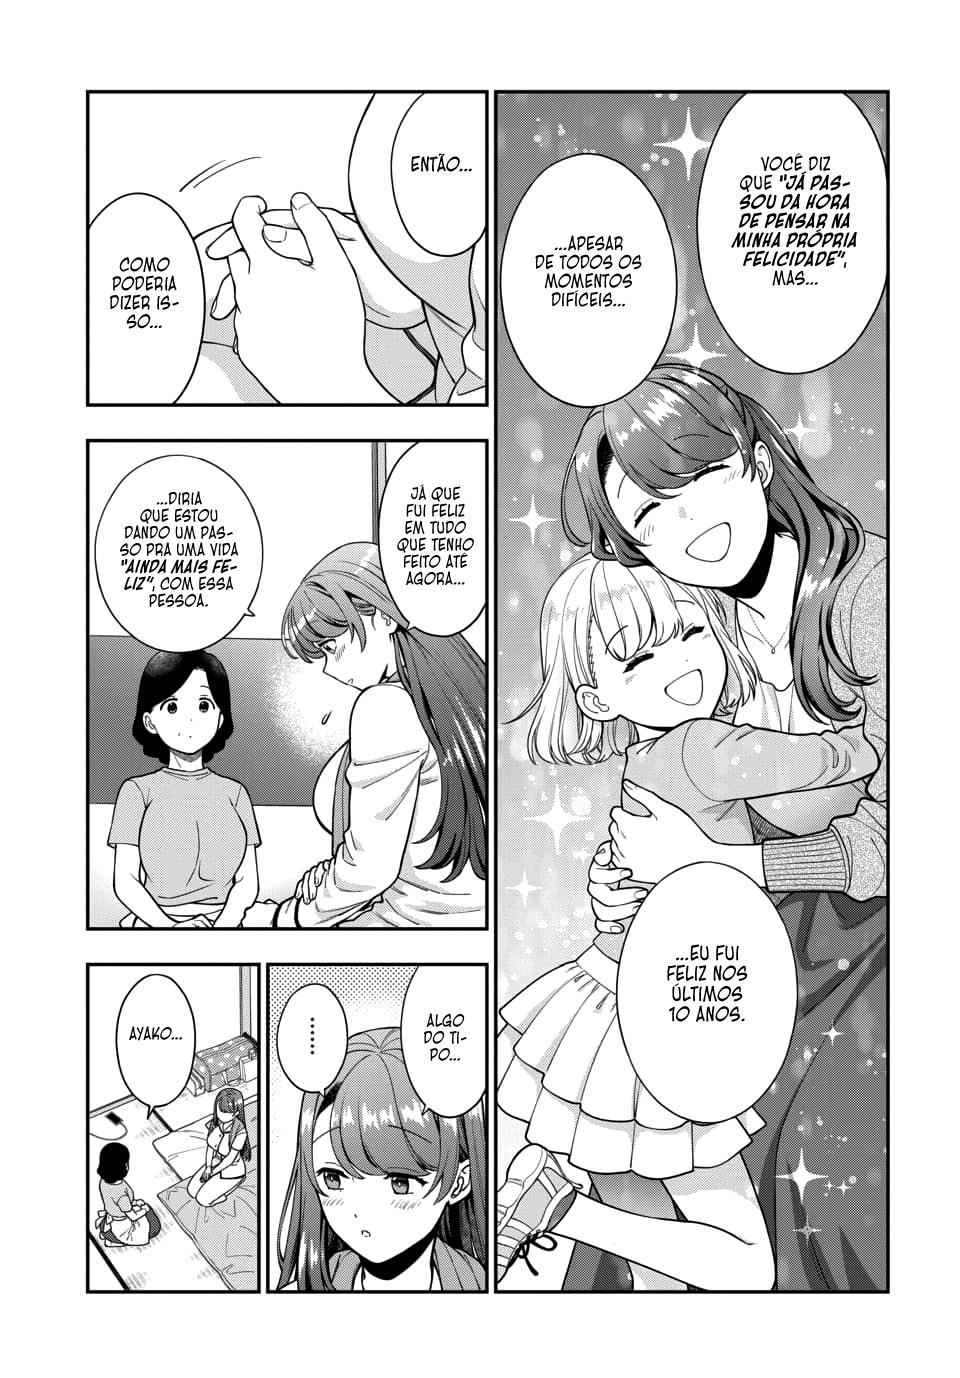 VOCÊ DIZ
QUE "JÁ PAS-
SOU DA HORA
DE PENSAR NA
MINHA PRÓPRIA
FELICIDADE",
MAS...
...APESAR
DE TODOS OS
MOMENTOS
DIFÍCEIS...
...EU FUI
FELIZ NOS
ÚLTIMOS
10 ANOS.
ENTÃO...
COMO
PODERIA
DIZER IS-
SO...
JÁ QUE
FUI FELIZ
EM TUDO
QUE TENHO
FEITO ATÉ
AGORA...
...DIRIA
QUE ESTOU
DANDO UM PAS-
SO PRA UMA VIDA
"AINDA MAIS FE-
LIZ", COM ESSA
PESSOA.
ALGO
DO TI-
PO...
......
AYAKO...